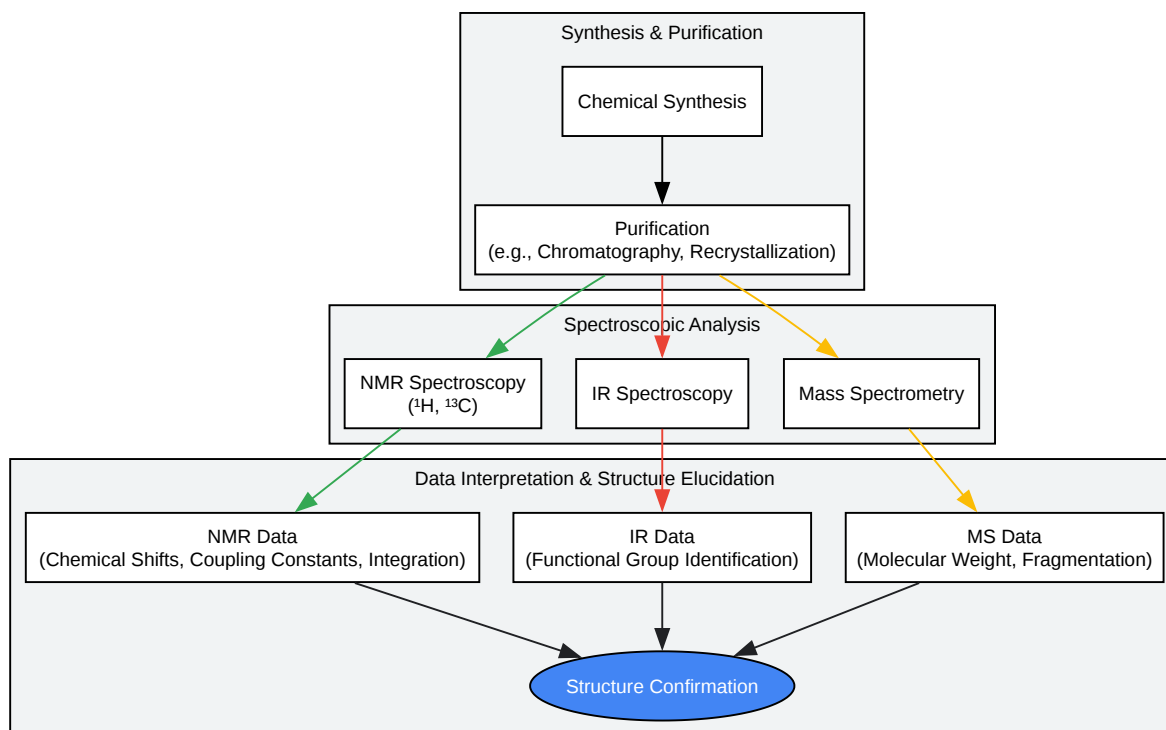 Synthesis & Purification
Chemical Synthesis
Purification
(e.g., Chromatography, Recrystallization)
Spectroscopic Analysis
NMR Spectroscopy
(¹H, ¹³C)
IR Spectroscopy
Mass Spectrometry
Data Interpretation & Structure Elucidation
NMR Data
(Chemical Shifts, Coupling Constants, Integration)
IR Data
(Functional Group Identification)
MS Data
(Molecular Weight, Fragmentation)
Structure Confirmation